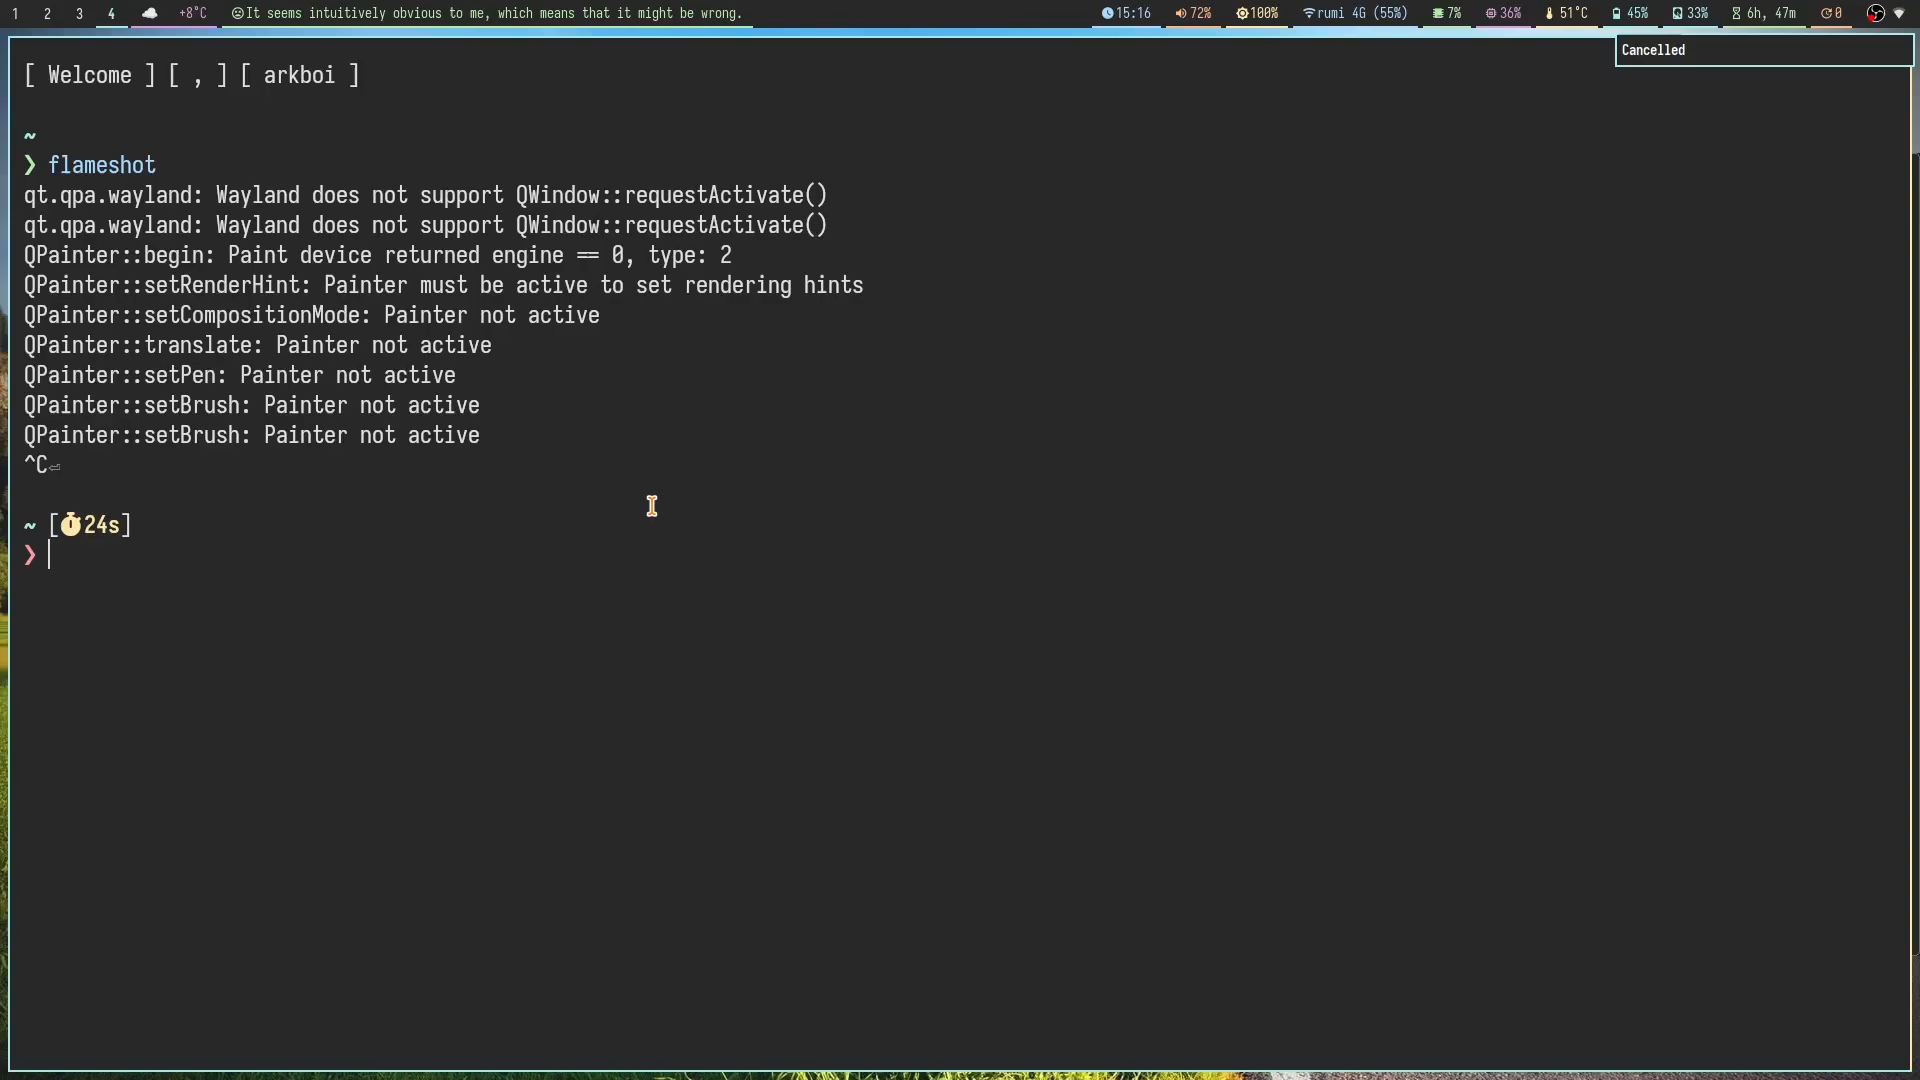 1 2 3 4 +8°C It seems intuitively obvious to me, which means that it might be wrong. 15:16 72% 100% rumi 4G (55%) 7% 36% 51°C 45% 33% 6h, 47m 0
Cancelled
[ Welcome ] [ , ] [ arkboi ]
~
❯ flameshot
qt.qpa.wayland: Wayland does not support QWindow::requestActivate()
qt.qpa.wayland: Wayland does not support QWindow::requestActivate()
QPainter::begin: Paint device returned engine == 0, type: 2
QPainter::setRenderHint: Painter must be active to set rendering hints
QPainter::setCompositionMode: Painter not active
QPainter::translate: Painter not active
QPainter::setPen: Painter not active
QPainter::setBrush: Painter not active
QPainter::setBrush: Painter not active
^C⏎
~ [⏱24s]
❯